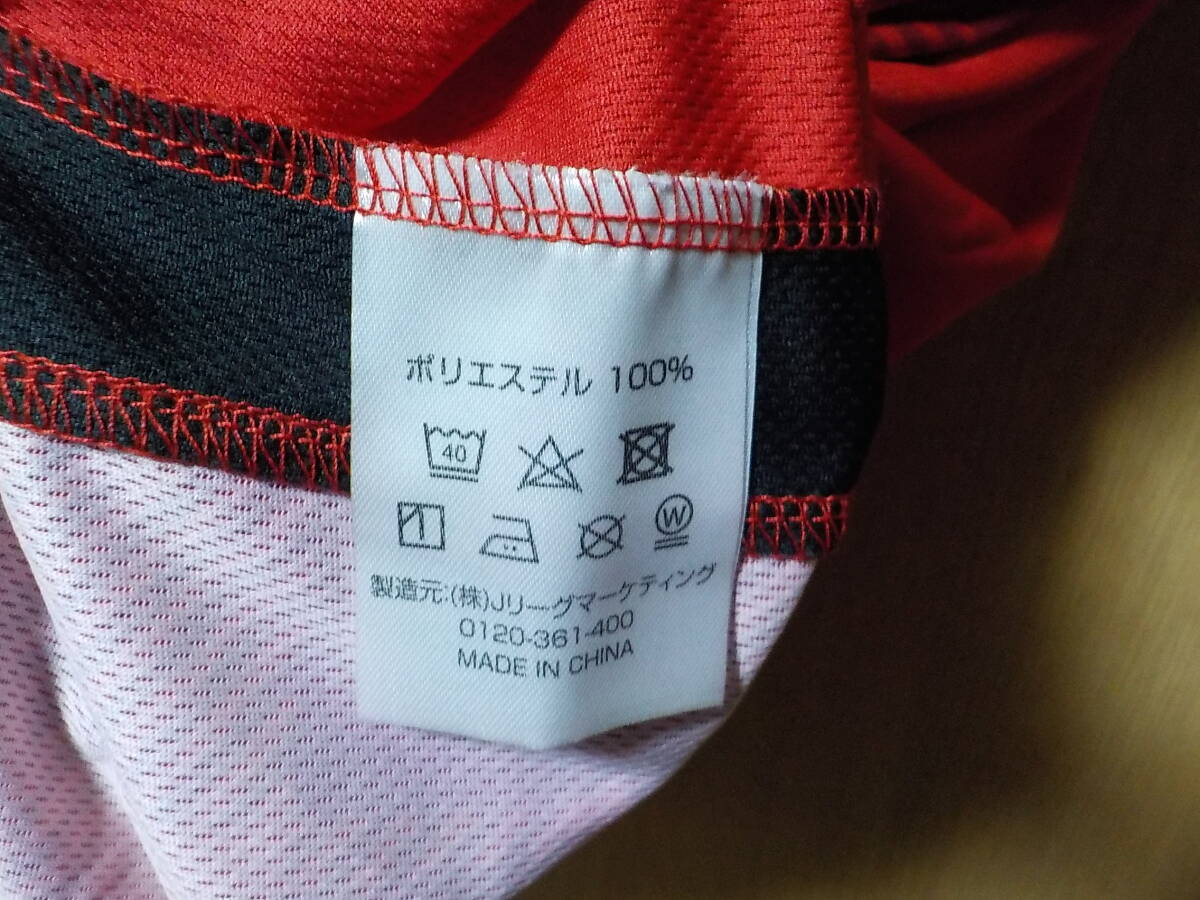 ポリエステル 100%
40
W
製造元:(株)Jリーグマーケティング
0120-361-400
MADE IN CHINA